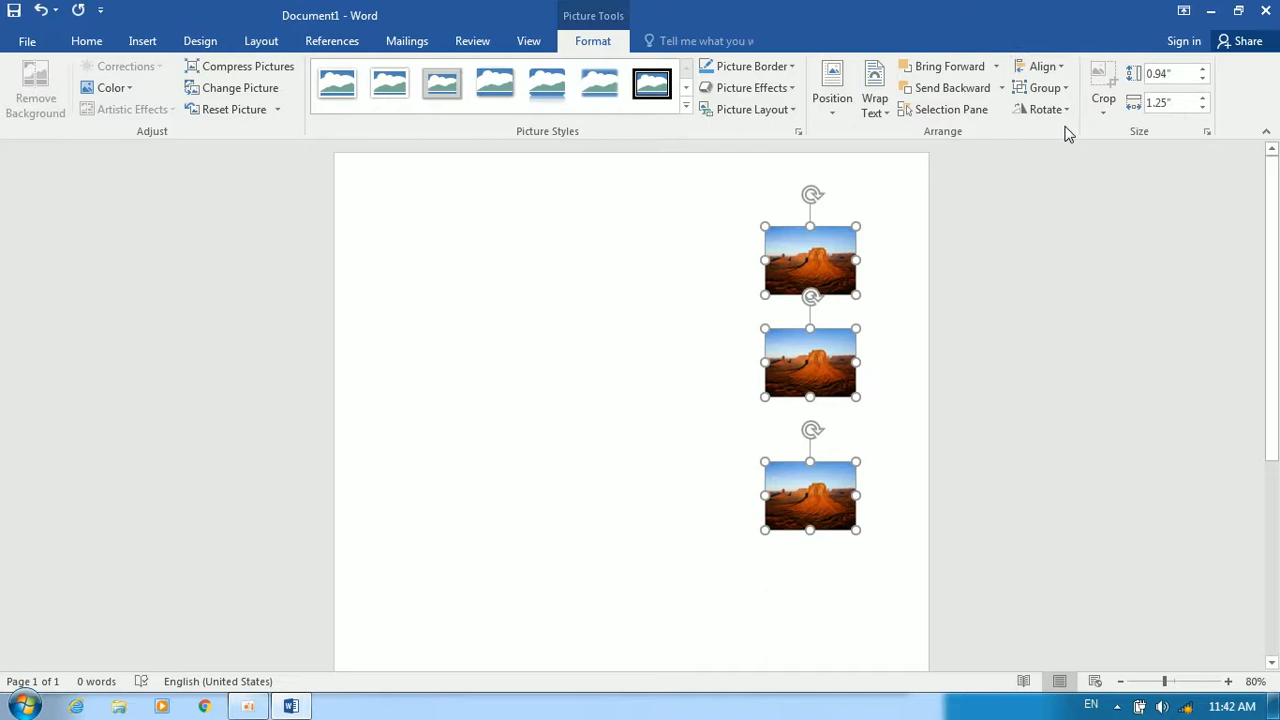 Document1 - Word
Picture Tools
File
Home
Insert
Design
Layout
References
Mailings
Review
View
Format
Tell me what you w
Sign in
Share
Remove
Background
Corrections
Color
Artistic Effects
Compress Pictures
Change Picture
Reset Picture
Adjust
Picture Styles
Picture Border
Picture Effects
Picture Layout
Position
Wrap
Text
Bring Forward
Send Backward
Selection Pane
Align
Group
Rotate
Arrange
Crop
0.94"
1.25"
Size
Page 1 of 1
0 words
English (United States)
80%
EN
11:42 AM